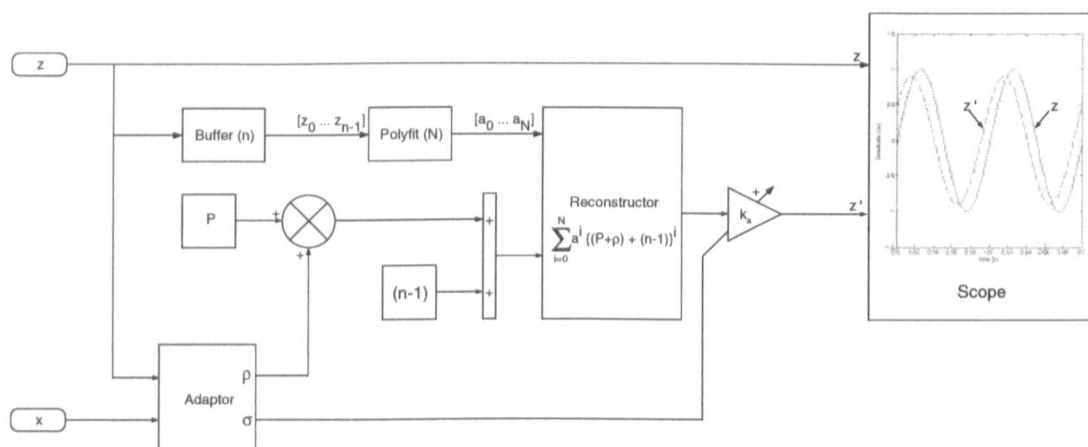 z
Buffer (n)
[z0 ... zn-1]
Polyfit (N)
[a0 ... aN]
P
+
+
(n-1)
+
+
Reconstructor
N
∑ a^i {((P+ρ) + (n-1)}^i
i=0
+
ka
z
z'
z'
z
Scope
Adaptor
ρ
σ
x